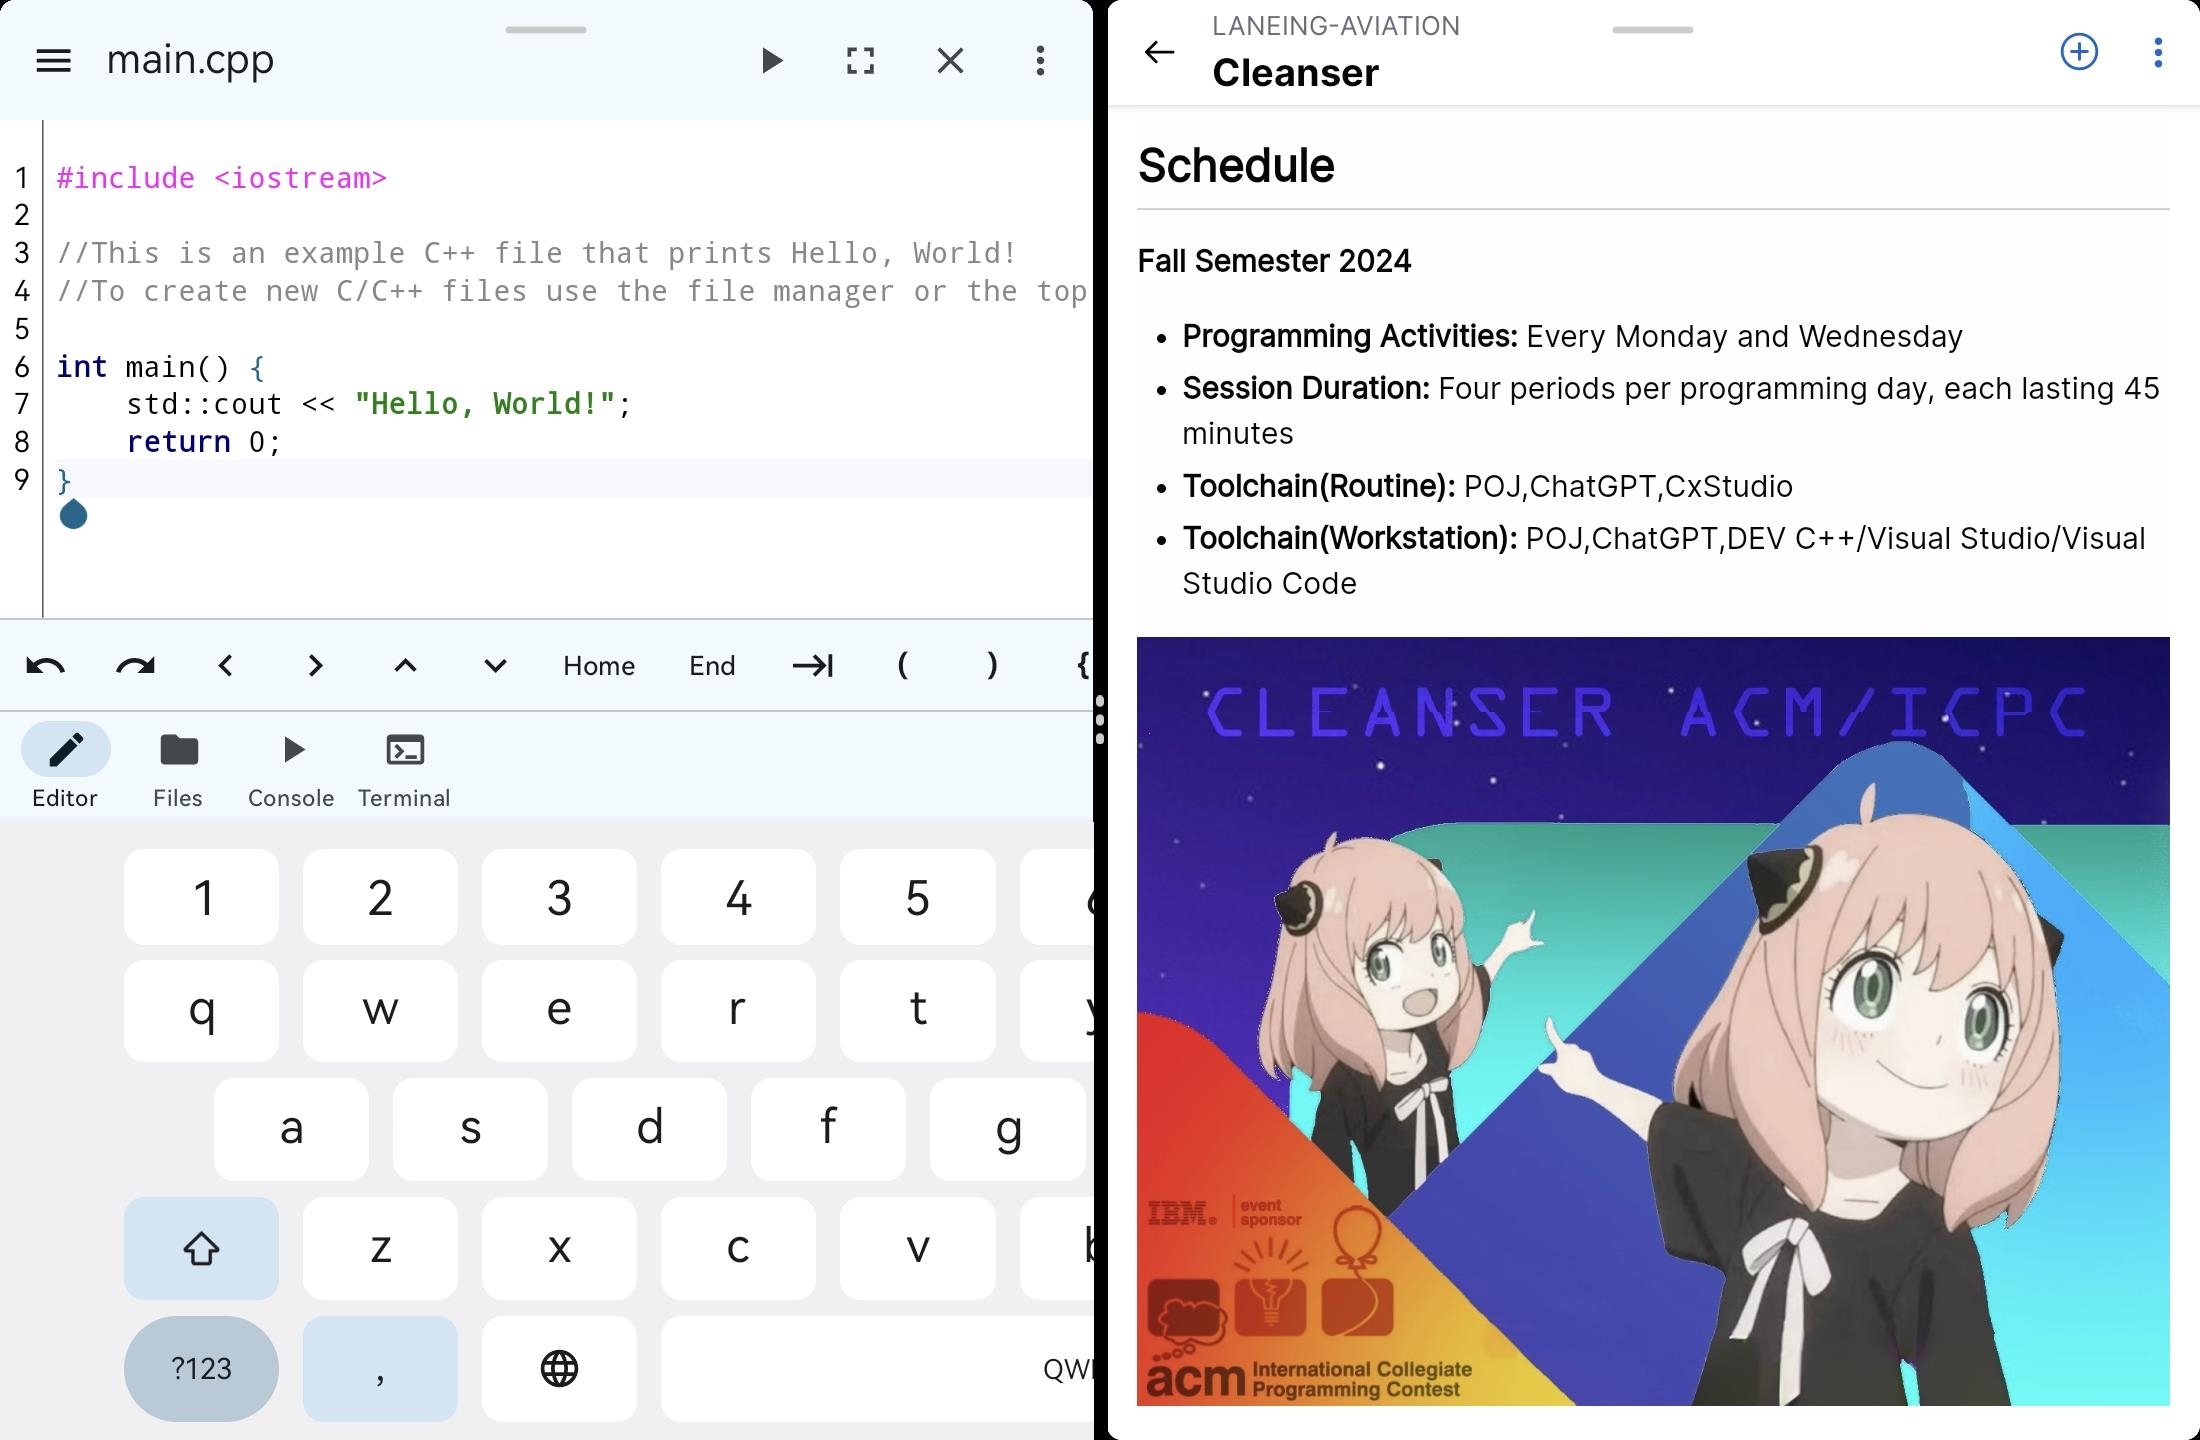 main.cpp
1 #include <iostream>
2
3 //This is an example C++ file that prints Hello, World!
4 //To create new C/C++ files use the file manager or the top
5
6 int main() {
7     std::cout << "Hello, World!";
8     return 0;
9 }
Home End ( ) {
Editor Files Console Terminal
1 2 3 4 5
q w e r t y
a s d f g
z x c v b
?123 , QW
LANEING-AVIATION
Cleanser
Schedule
Fall Semester 2024
• Programming Activities: Every Monday and Wednesday
• Session Duration: Four periods per programming day, each lasting 45
minutes
• Toolchain(Routine): POJ,ChatGPT,CxStudio
• Toolchain(Workstation): POJ,ChatGPT,DEV C++/Visual Studio/Visual
Studio Code
CLEANSER ACM/ICPC
IBM® event
sponsor
acm International Collegiate
Programming Contest